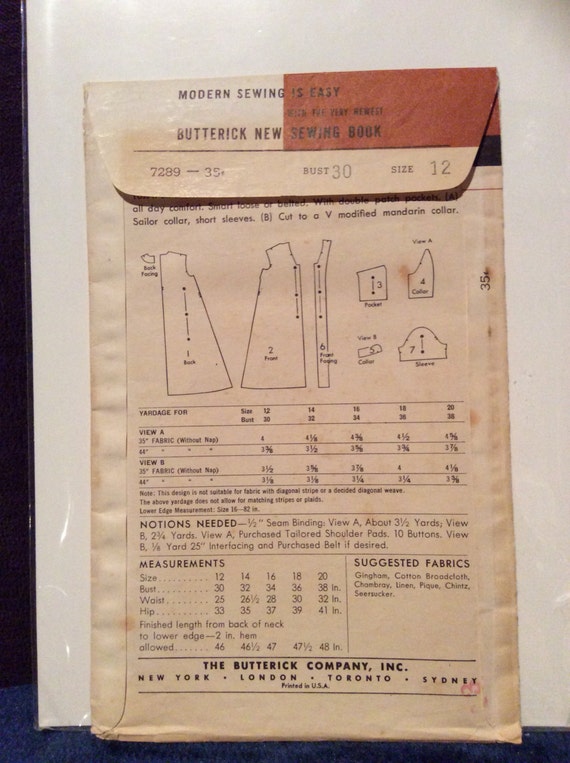 MODERN SEWING IS EASY
WITH THE VERY NEWEST
BUTTERICK NEW SEWING BOOK
7289 — 35¢ BUST 30 SIZE 12
all day comfort. Smart loose or belted. With double patch pockets. (A)
Sailor collar, short sleeves. (B) Cut to a V modified mandarin collar.
35¢
Back
Facing
1
Back
2
Front
6
Front
Facing
3
Pocket
View A
4
Collar
View B
5
Collar
7
Sleeve
YARDAGE FOR Size 12 14 16 18 20
Bust 30 32 34 36 38
VIEW A
35" FABRIC (Without Nap) 4 4⅛ 4⅜ 4½ 4⅝
44" " " " 3⅜ 3½ 3⅝ 3¾ 3⅞
VIEW B
35" FABRIC (Without Nap) 3½ 3⅝ 3⅞ 4 4⅛
44" " " " 3⅛ 3⅛ 3¼ 3¼ 3⅜
Note: This design is not suitable for fabric with diagonal stripe or a decided diagonal weave.
The above yardage does not allow for matching stripes or plaids.
Lower Edge Measurement: Size 16—82 in.
NOTIONS NEEDED—½" Seam Binding: View A, About 3½ Yards; View
B, 2¾ Yards. View A, Purchased Tailored Shoulder Pads. 10 Buttons. View
B, ⅛ Yard 25" Interfacing and Purchased Belt if desired.
MEASUREMENTS
Size 12 14 16 18 20
Bust 30 32 34 36 38 In.
Waist 25 26½ 28 30 32 In.
Hip 33 35 37 39 41 In.
Finished length from back of neck
to lower edge—2 in. hem
allowed 46 46½ 47 47½ 48 In.
SUGGESTED FABRICS
Gingham, Cotton Broadcloth,
Chambray, Linen, Pique, Chintz,
Seersucker.
THE BUTTERICK COMPANY, INC.
NEW YORK • LONDON • TORONTO • SYDNEY
Printed in U.S.A.